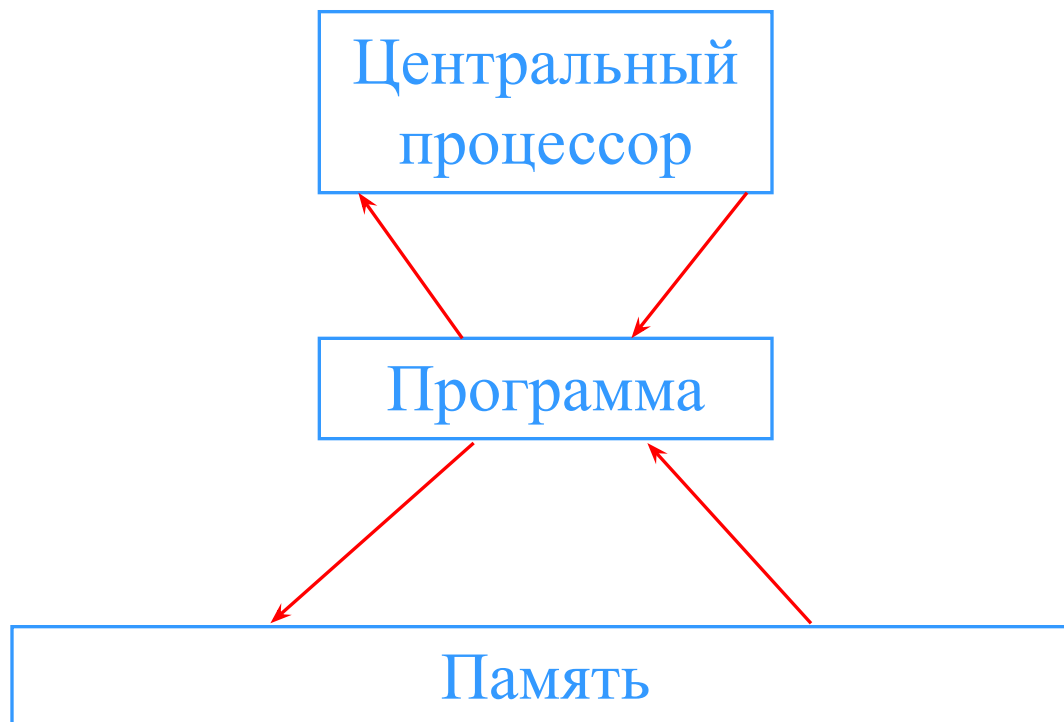 Центральный
процессор
Программа
Память